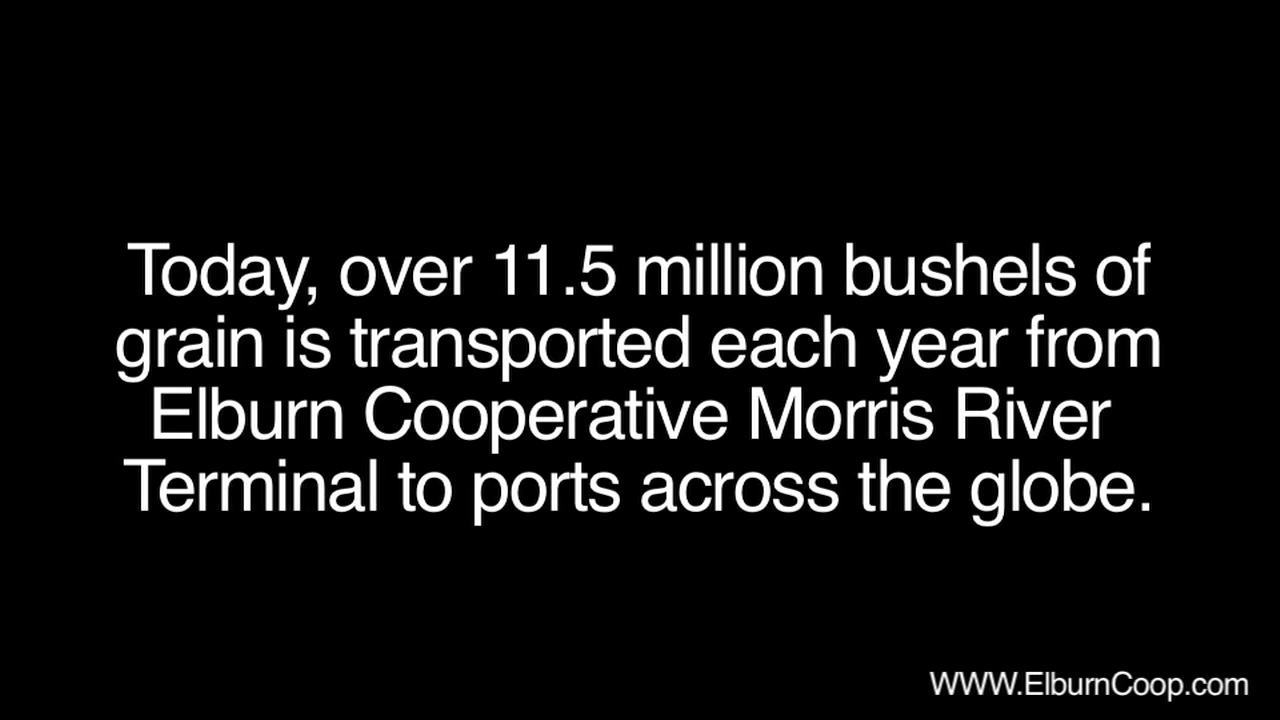 Today, over 11.5 million bushels of
grain is transported each year from
Elburn Cooperative Morris River
Terminal to ports across the globe.
WWW.ElburnCoop.com